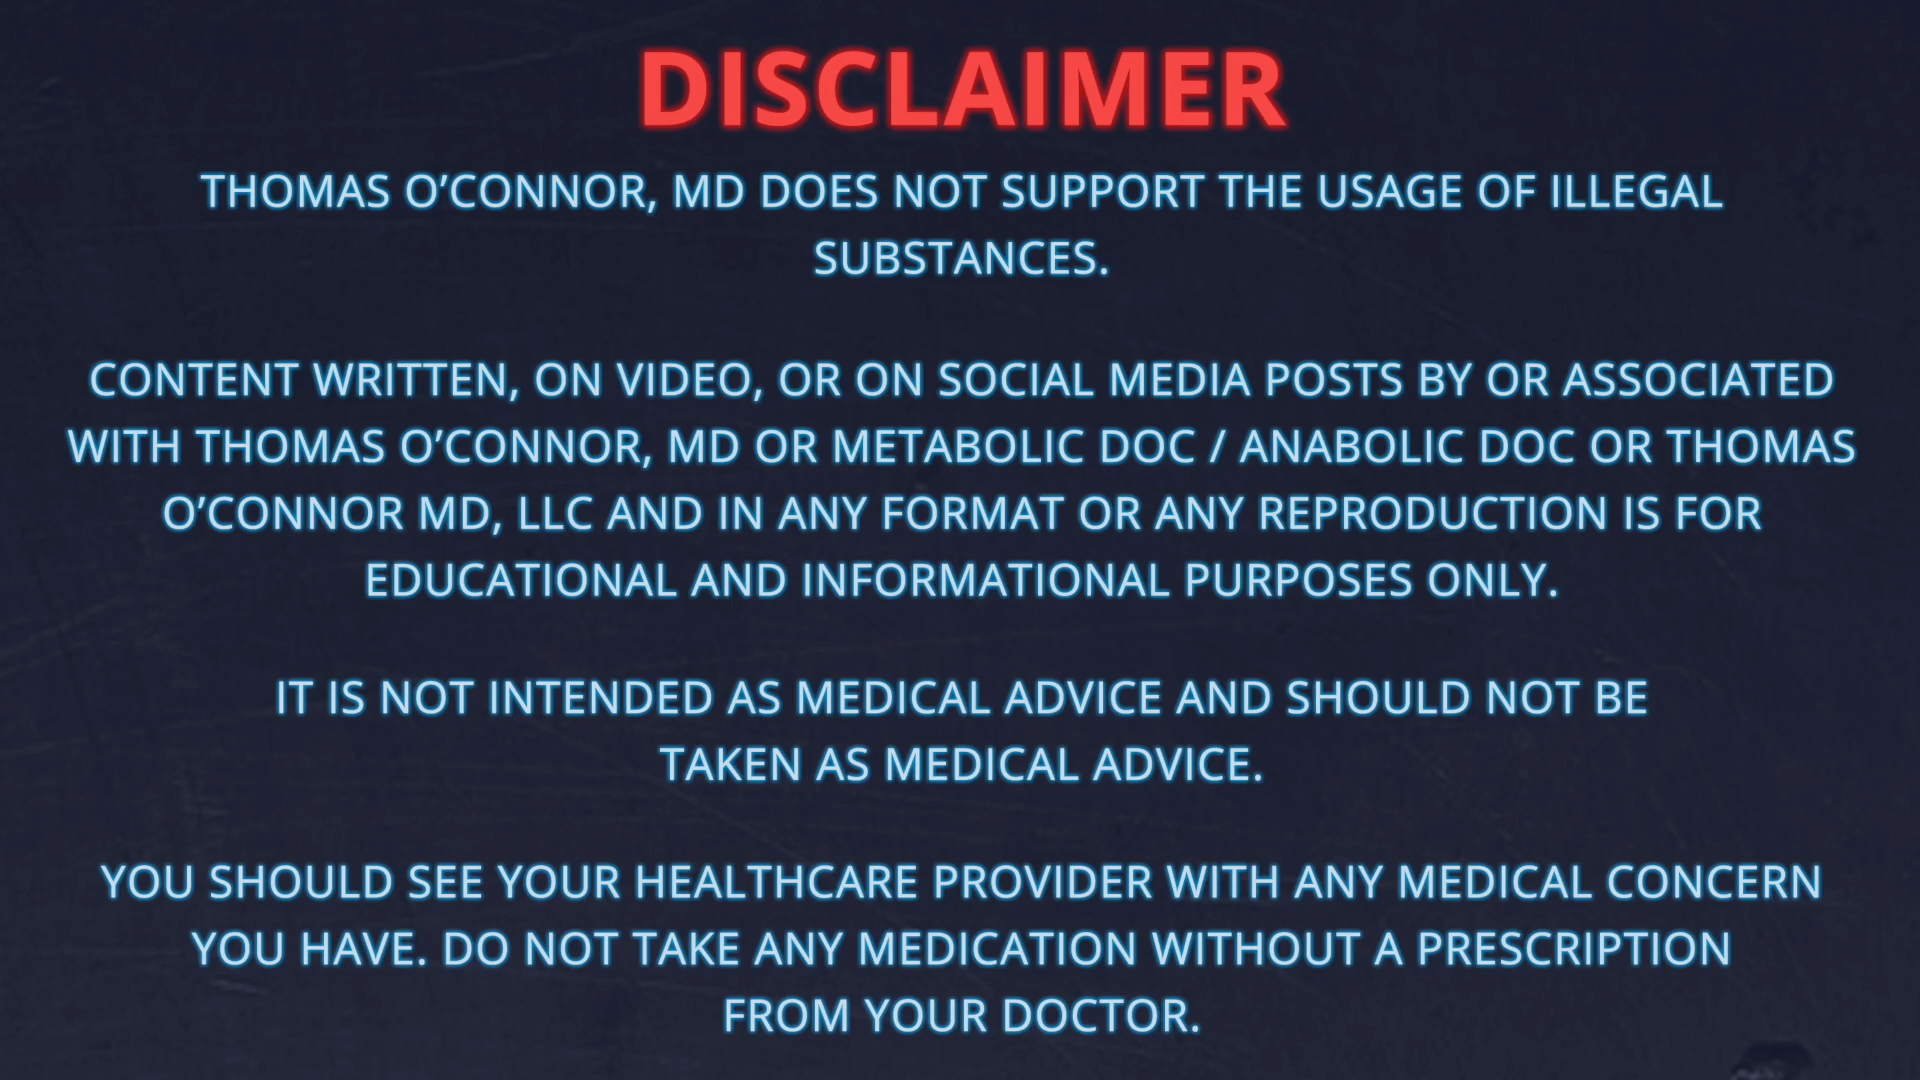 DISCLAIMER
THOMAS O’CONNOR, MD DOES NOT SUPPORT THE USAGE OF ILLEGAL
SUBSTANCES.
CONTENT WRITTEN, ON VIDEO, OR ON SOCIAL MEDIA POSTS BY OR ASSOCIATED
WITH THOMAS O’CONNOR, MD OR METABOLIC DOC / ANABOLIC DOC OR THOMAS
O’CONNOR MD, LLC AND IN ANY FORMAT OR ANY REPRODUCTION IS FOR
EDUCATIONAL AND INFORMATIONAL PURPOSES ONLY.
IT IS NOT INTENDED AS MEDICAL ADVICE AND SHOULD NOT BE
TAKEN AS MEDICAL ADVICE.
YOU SHOULD SEE YOUR HEALTHCARE PROVIDER WITH ANY MEDICAL CONCERN
YOU HAVE. DO NOT TAKE ANY MEDICATION WITHOUT A PRESCRIPTION
FROM YOUR DOCTOR.